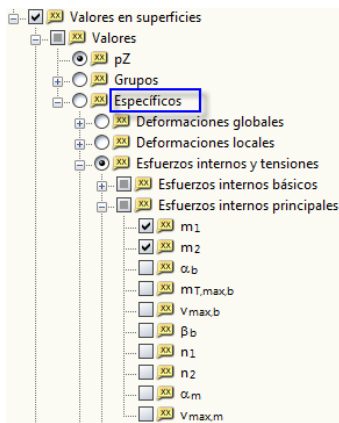 Valores en superficies
Valores
pZ
Grupos
Específicos
Deformaciones globales
Deformaciones locales
Esfuerzos internos y tensiones
Esfuerzos internos básicos
Esfuerzos internos principales
m1
m2
αb
mT,max,b
vmax,b
βb
n1
n2
αm
vmax,m